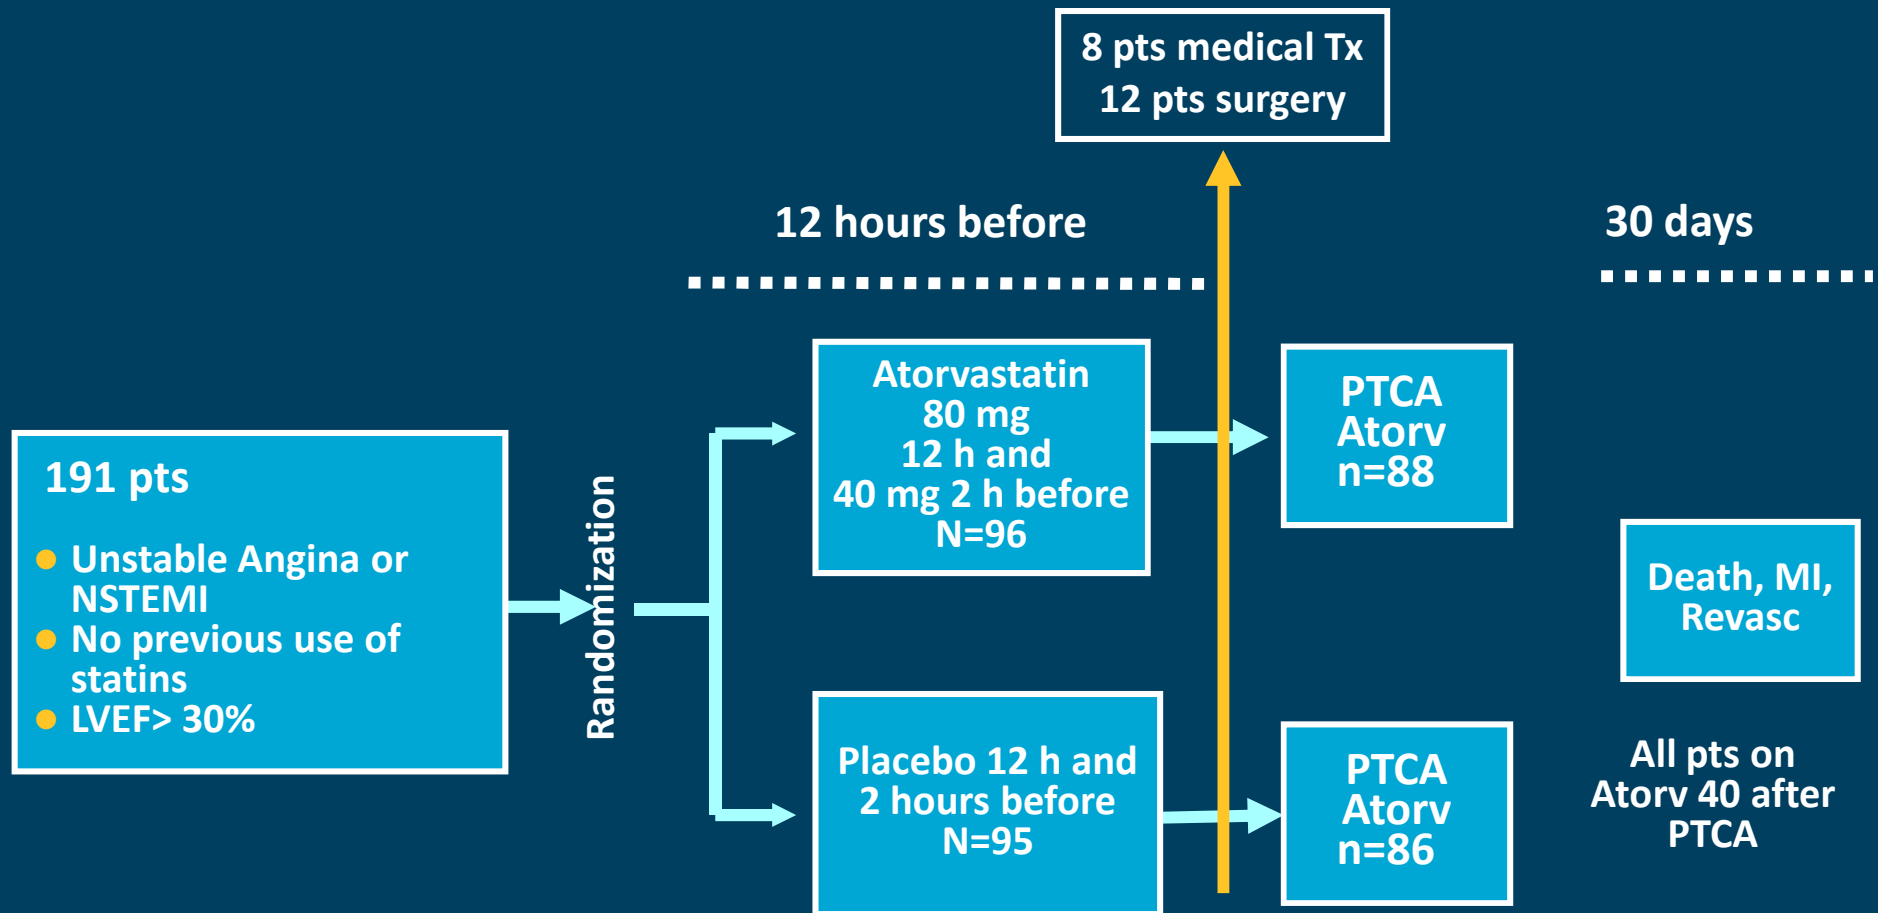 8 pts medical Tx
12 pts surgery
12 hours before
30 days
191 pts
Unstable Angina or
NSTEMI
No previous use of
statins
LVEF> 30%
Randomization
Atorvastatin
80 mg
12 h and
40 mg 2 h before
N=96
PTCA
Atorv
n=88
Placebo 12 h and
2 hours before
N=95
PTCA
Atorv
n=86
Death, MI,
Revasc
All pts on
Atorv 40 after
PTCA